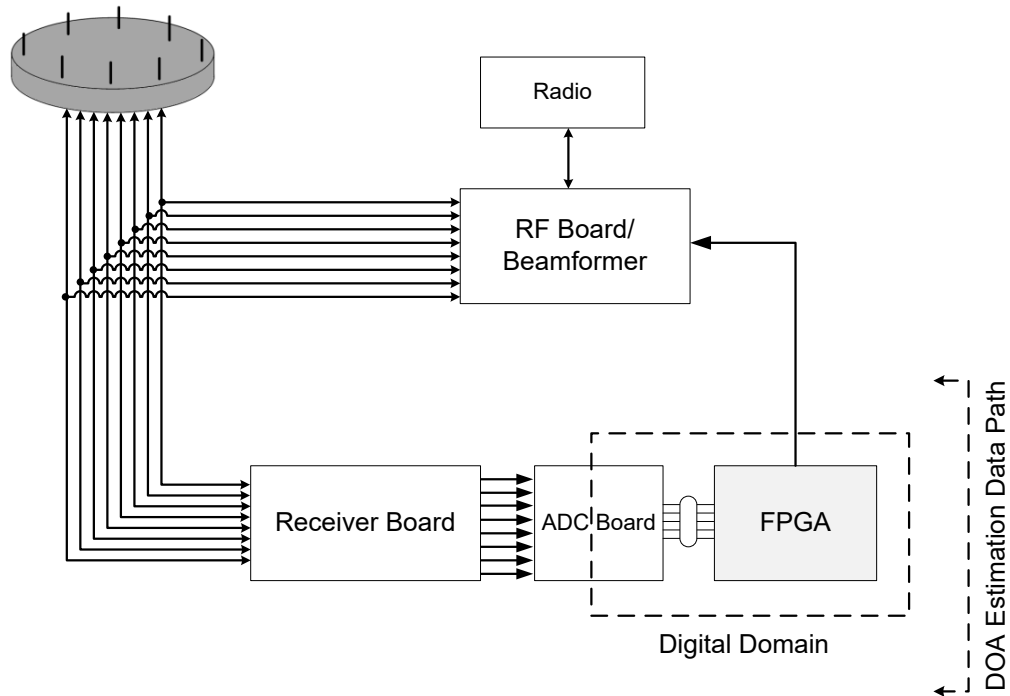 Radio
RF Board/
Beamformer
Receiver Board
ADC Board
FPGA
Digital Domain
DOA Estimation Data Path